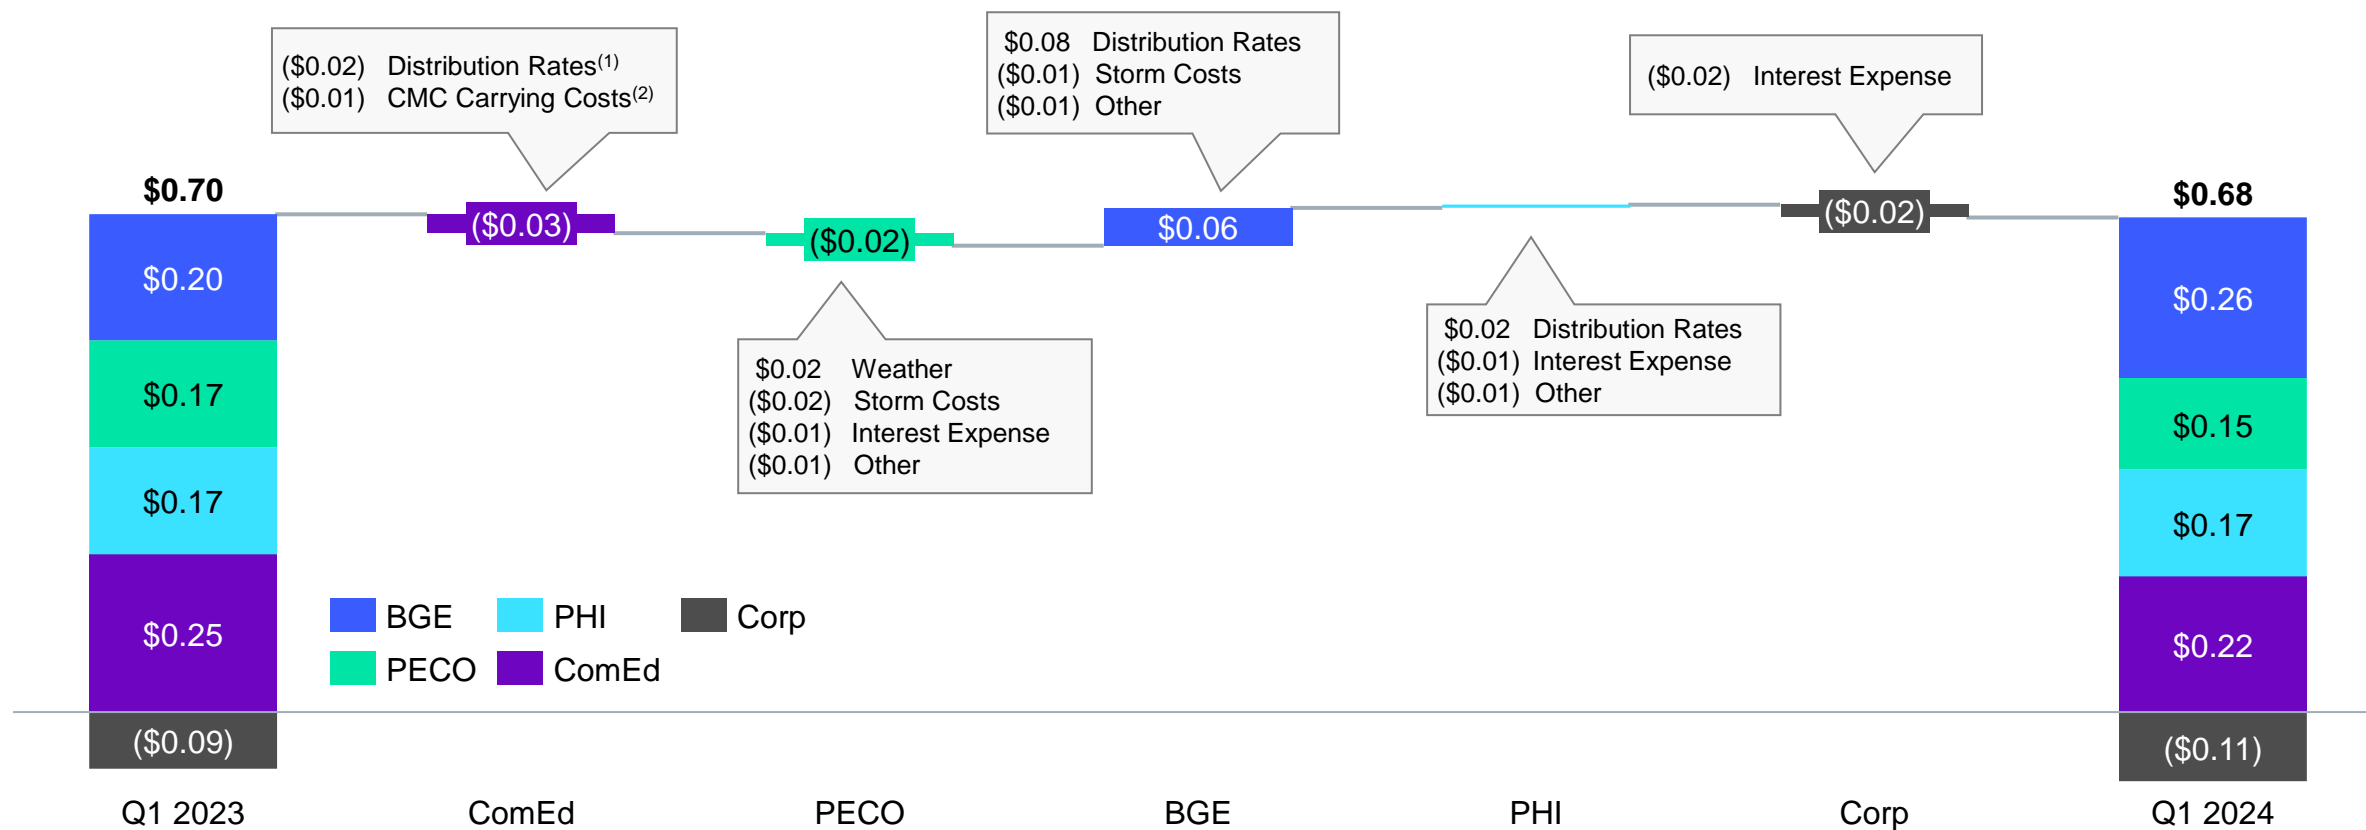 ($0.02) Distribution Rates(1)
($0.01) CMC Carrying Costs(2)
$0.08 Distribution Rates
($0.01) Storm Costs
($0.01) Other
($0.02) Interest Expense
$0.70
$0.20
$0.17
$0.17
$0.25
($0.09)
($0.03)
($0.02)
$0.06
($0.02)
$0.02 Weather
($0.02) Storm Costs
($0.01) Interest Expense
($0.01) Other
$0.02 Distribution Rates
($0.01) Interest Expense
($0.01) Other
$0.68
$0.26
$0.15
$0.17
$0.22
($0.11)
BGE PHI Corp
PECO ComEd
Q1 2023 ComEd PECO BGE PHI Corp Q1 2024